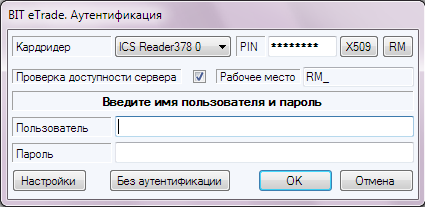 BIT eTrade. Аутентификация
Кардридер ICS Reader378 0 PIN ******** X509 RM
Проверка доступности сервера Рабочее место RM_
Введите имя пользователя и пароль
Пользователь
Пароль
Настройки Без аутентификации OK Отмена